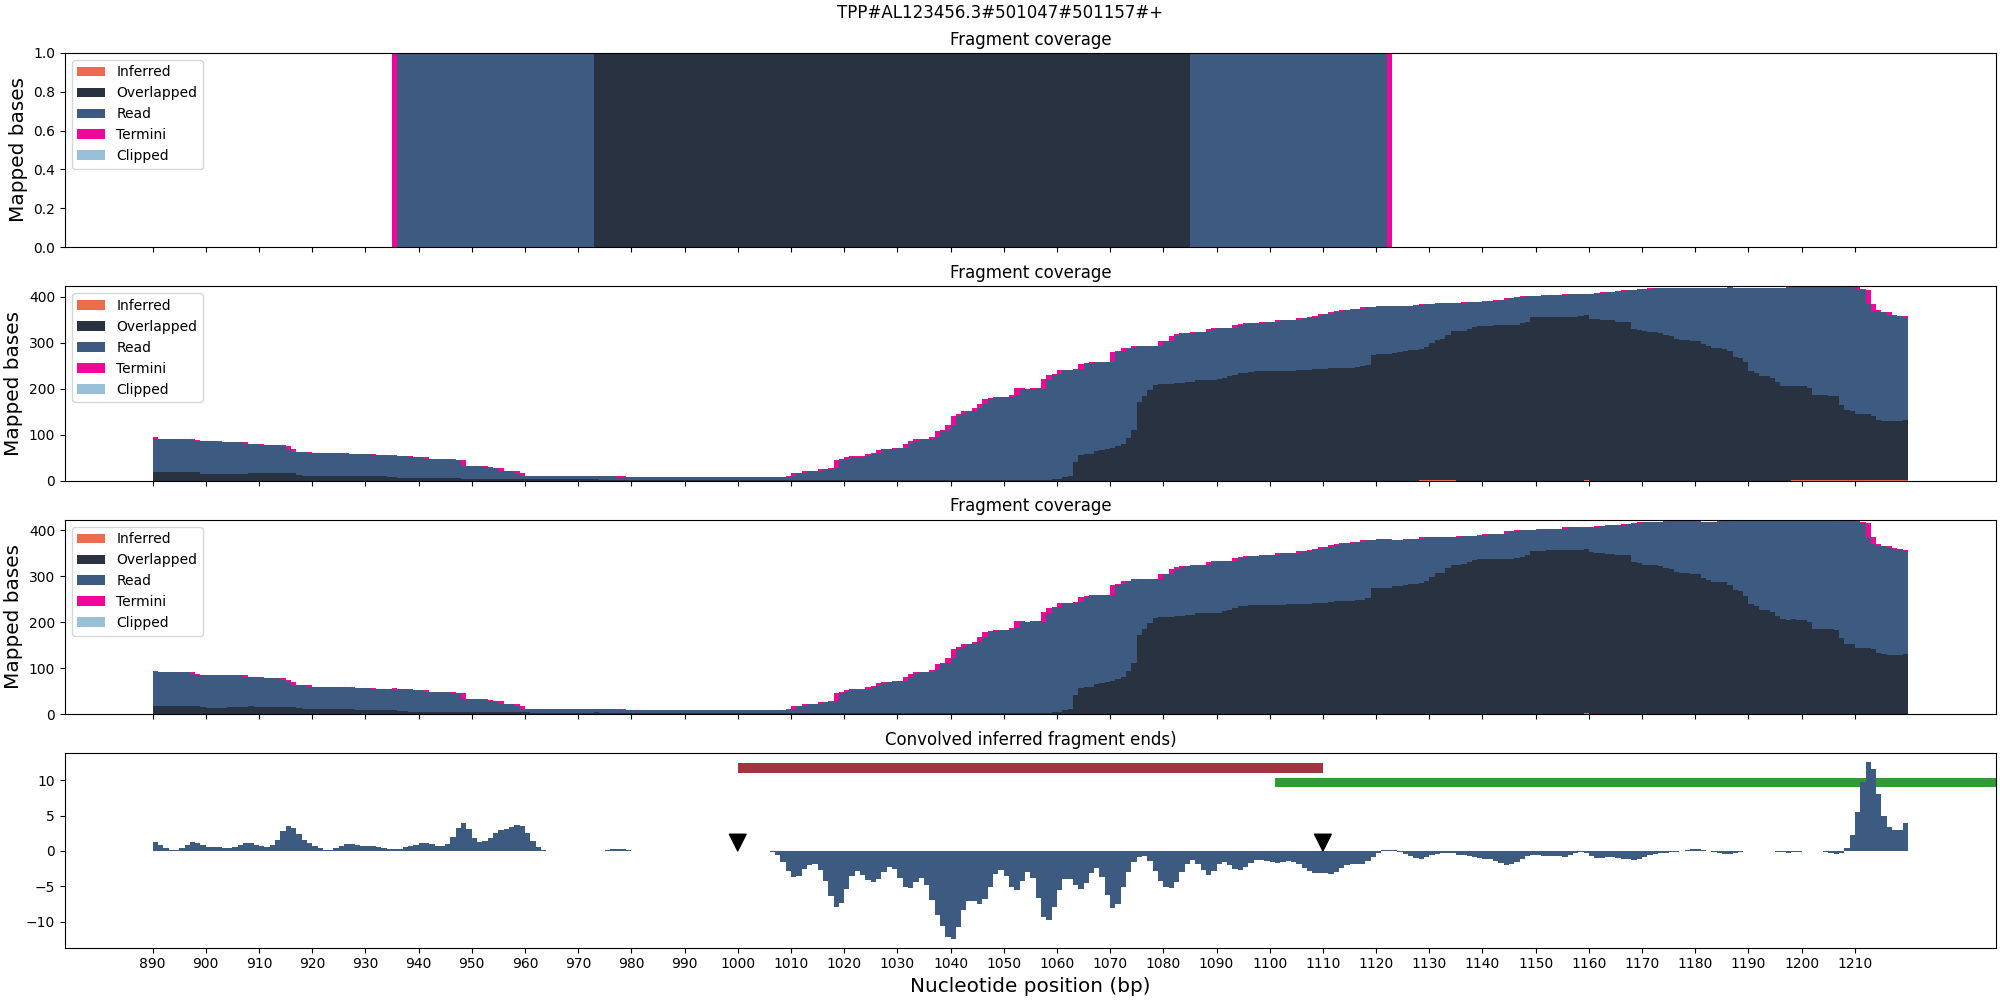 TPP#AL123456.3#501047#501157#+
Fragment coverage
Mapped bases
1.0
0.8
0.6
0.4
0.2
0.0
Inferred
Overlapped
Read
Termini
Clipped
Fragment coverage
Mapped bases
400
300
200
100
0
Inferred
Overlapped
Read
Termini
Clipped
Fragment coverage
Mapped bases
400
300
200
100
0
Inferred
Overlapped
Read
Termini
Clipped
Convolved inferred fragment ends)
10
5
0
−5
−10
890 900 910 920 930 940 950 960 970 980 990 1000 1010 1020 1030 1040 1050 1060 1070 1080 1090 1100 1110 1120 1130 1140 1150 1160 1170 1180 1190 1200 1210
Nucleotide position (bp)